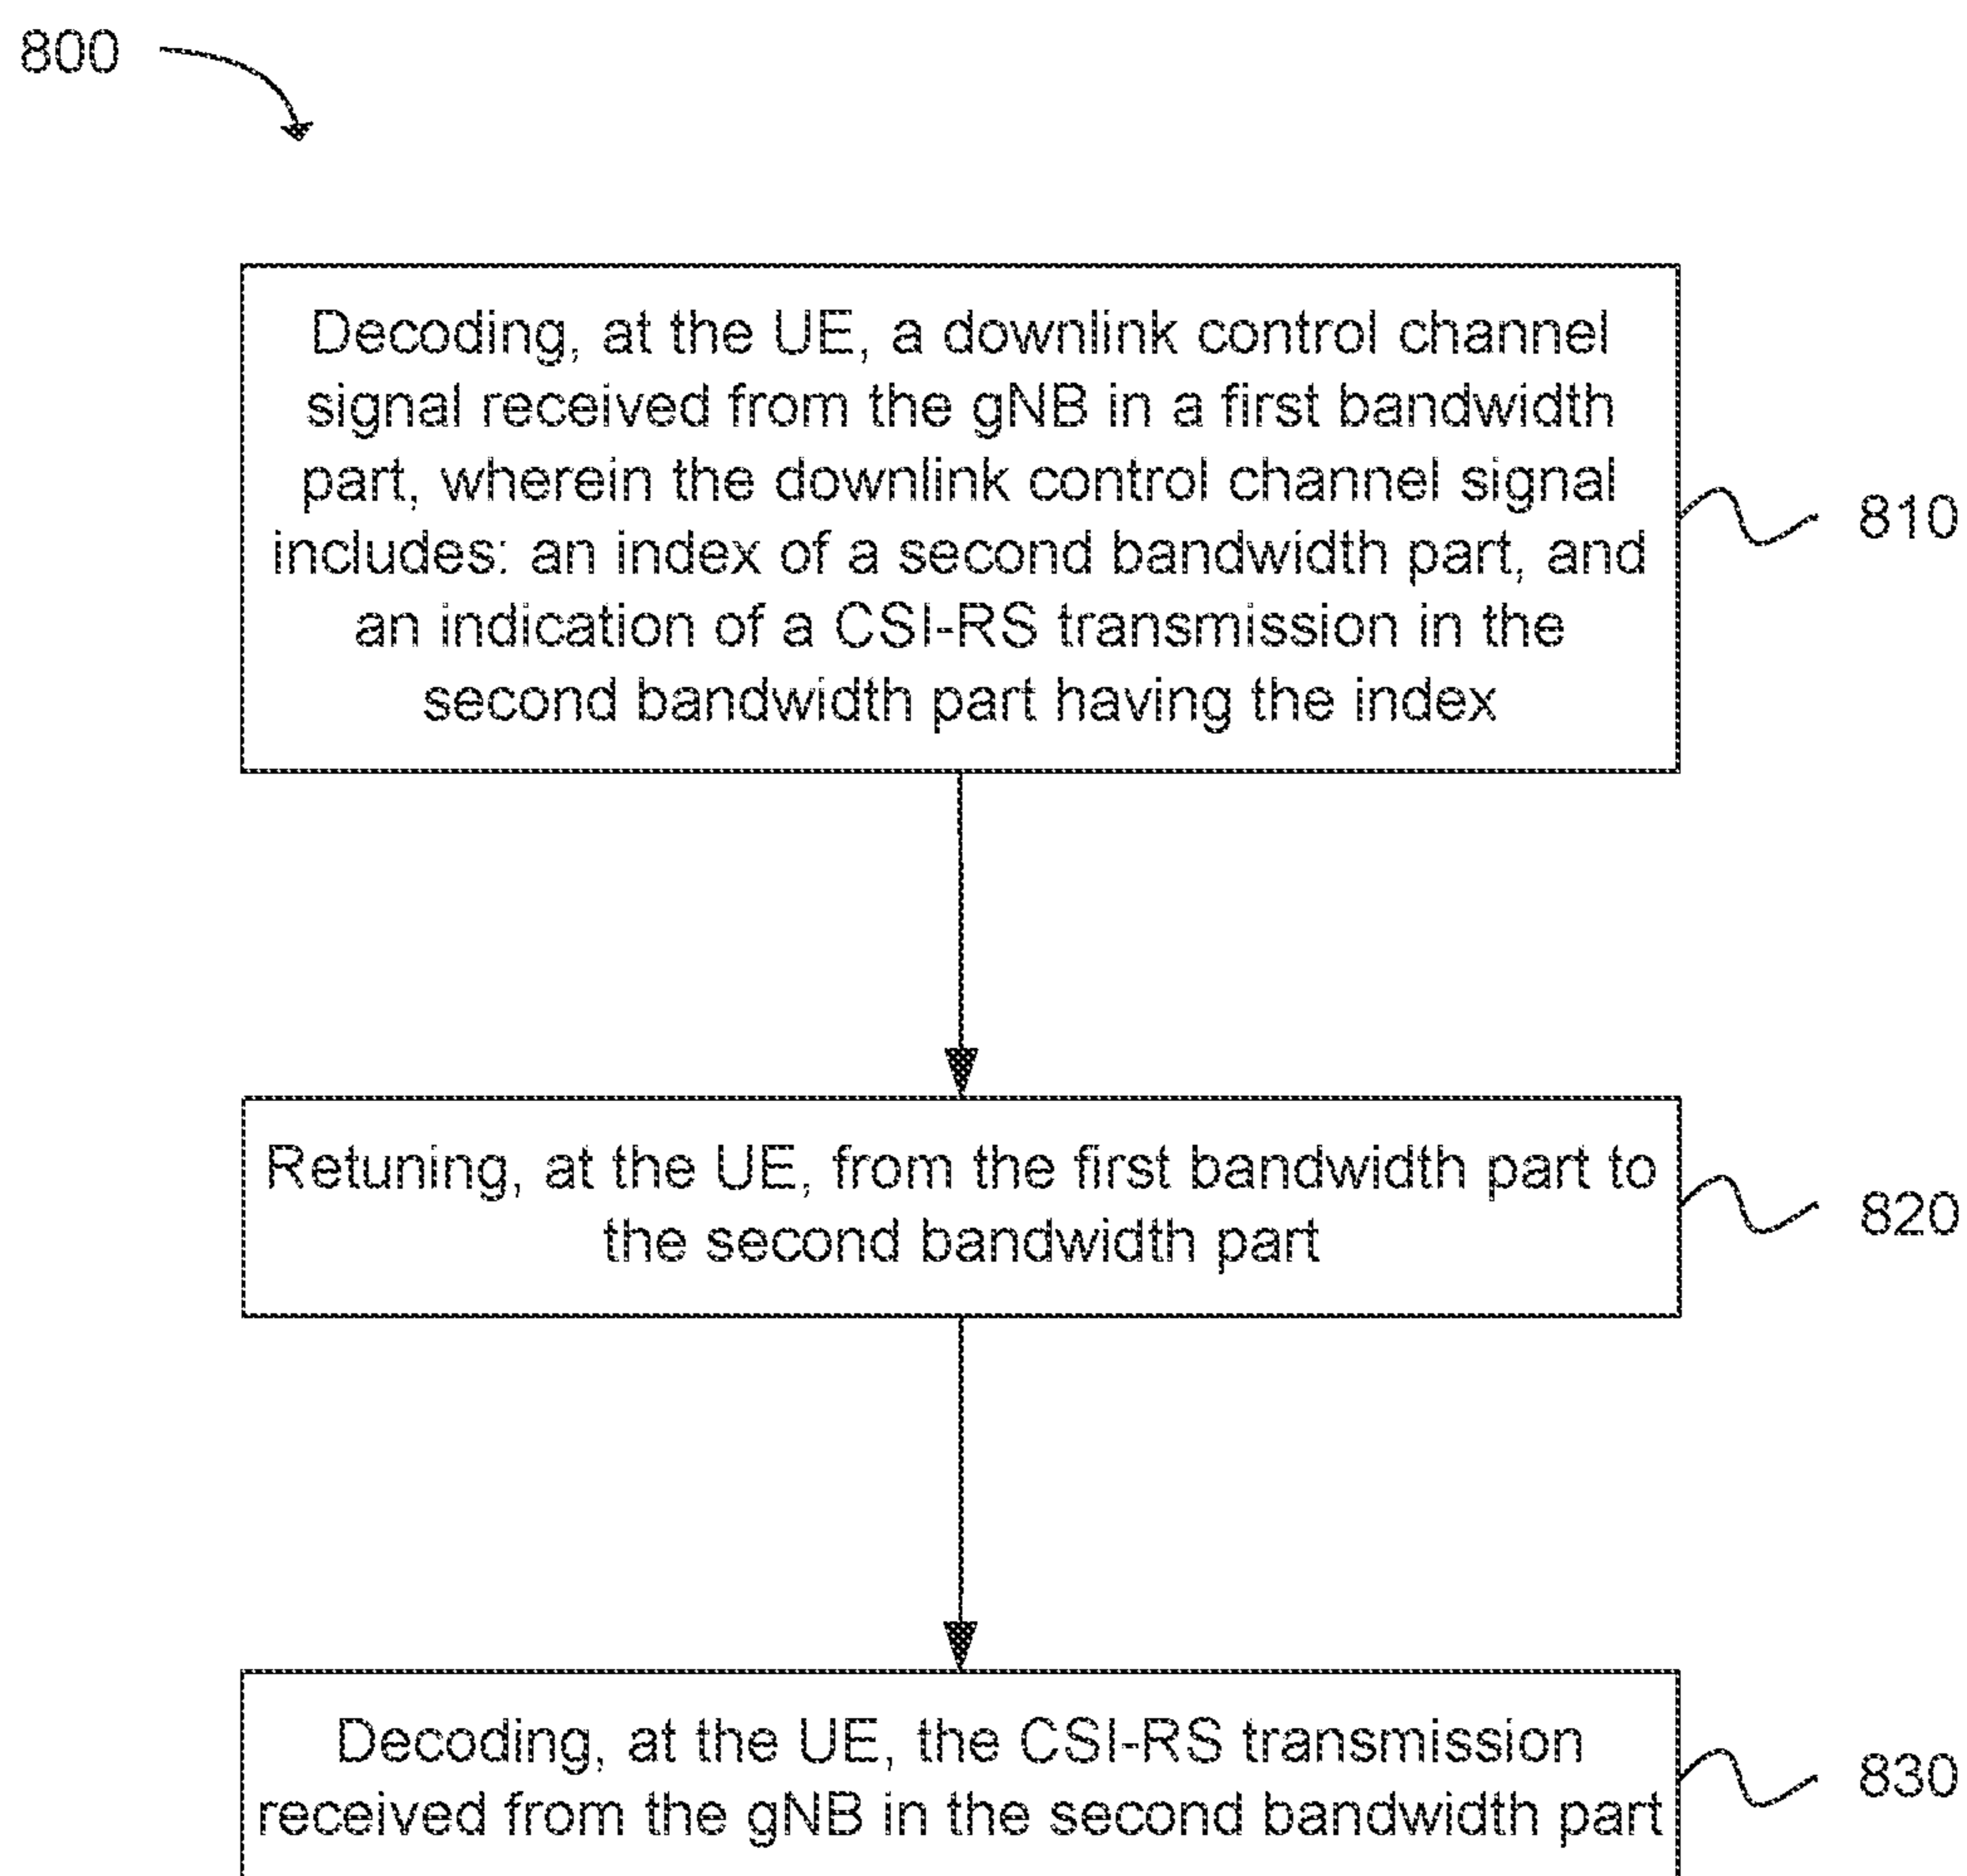 800
Decoding, at the UE, a downlink control channel
signal received from the gNB in a first bandwidth
part, wherein the downlink control channel signal
includes: an index of a second bandwidth part, and
an indication of a CSI-RS transmission in the
second bandwidth part having the index
810
Retuning, at the UE, from the first bandwidth part to
the second bandwidth part
820
Decoding, at the UE, the CSI-RS transmission
received from the gNB in the second bandwidth part
830